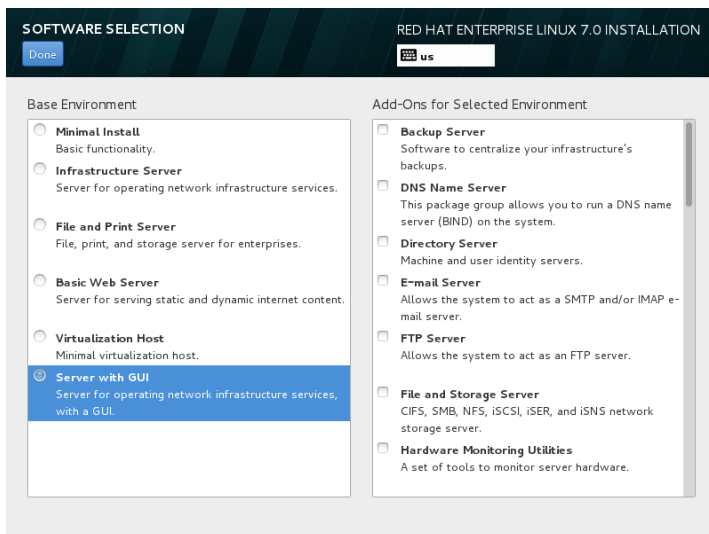 SOFTWARE SELECTION
Done
RED HAT ENTERPRISE LINUX 7.0 INSTALLATION
us
Base Environment
Minimal Install
Basic functionality.
Infrastructure Server
Server for operating network infrastructure services.
File and Print Server
File, print, and storage server for enterprises.
Basic Web Server
Server for serving static and dynamic internet content.
Virtualization Host
Minimal virtualization host.
Server with GUI
Server for operating network infrastructure services,
with a GUI.
Add-Ons for Selected Environment
Backup Server
Software to centralize your infrastructure's
backups.
DNS Name Server
This package group allows you to run a DNS name
server (BIND) on the system.
Directory Server
Machine and user identity servers.
E-mail Server
Allows the system to act as a SMTP and/or IMAP e-
mail server.
FTP Server
Allows the system to act as an FTP server.
File and Storage Server
CIFS, SMB, NFS, iSCSI, iSER, and iSNS network
storage server.
Hardware Monitoring Utilities
A set of tools to monitor server hardware.